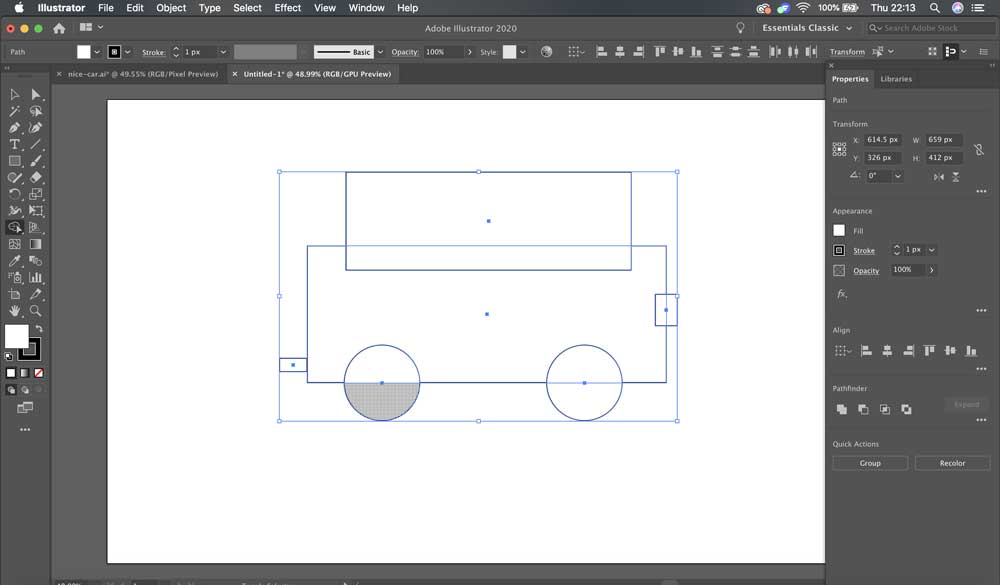 Illustrator File Edit Object Type Select Effect View Window Help 100% Thu 22:13
Adobe Illustrator 2020 Essentials Classic Search Adobe Stock
Path Stroke: 1 px Basic Opacity: 100% Style: Transform
× nice-car.ai* @ 49.55% (RGB/Pixel Preview) × Untitled-1* @ 48.99% (RGB/GPU Preview)
Properties Libraries
Path
Transform
X: 614.5 px W: 659 px
Y: 326 px H: 412 px
0°
Appearance
Fill
Stroke 1 px
Opacity 100%
fx.
Align
Pathfinder
Expand
Quick Actions
Group Recolor